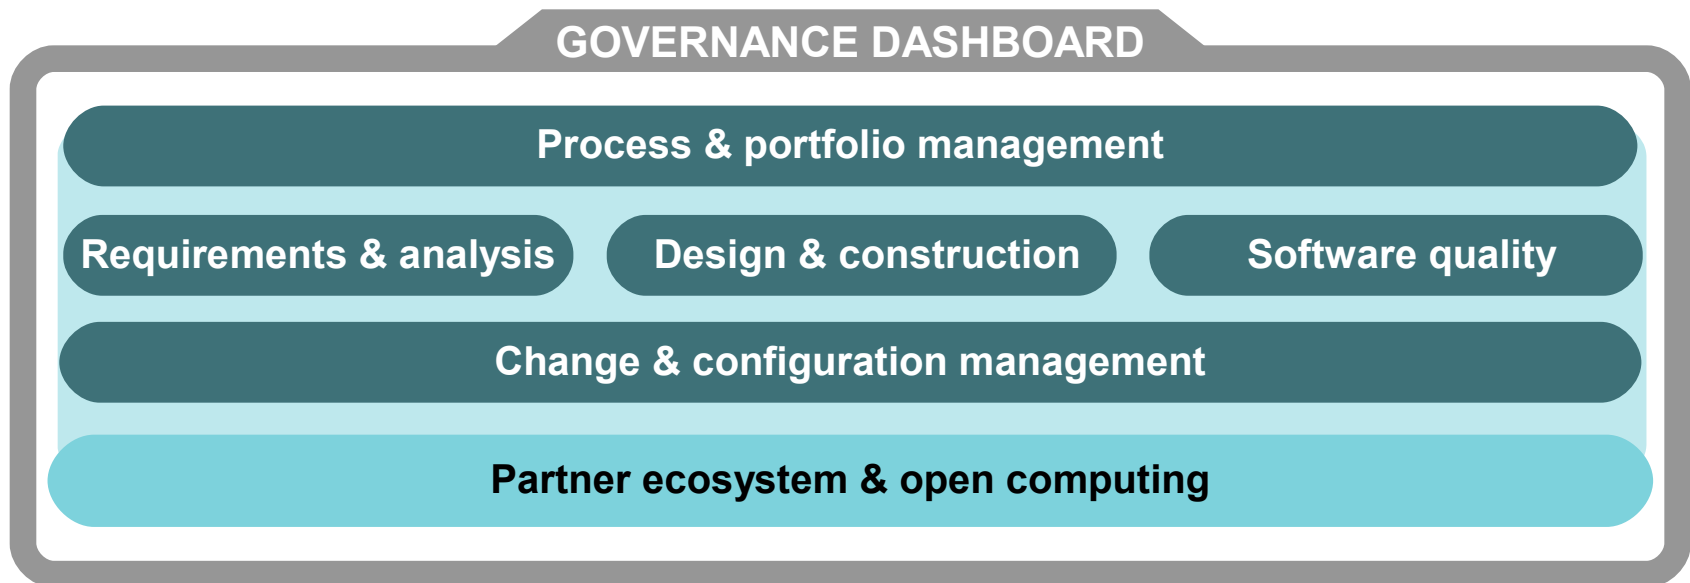 GOVERNANCE DASHBOARD
Process & portfolio management
Requirements & analysis
Design & construction
Software quality
Change & configuration management
Partner ecosystem & open computing